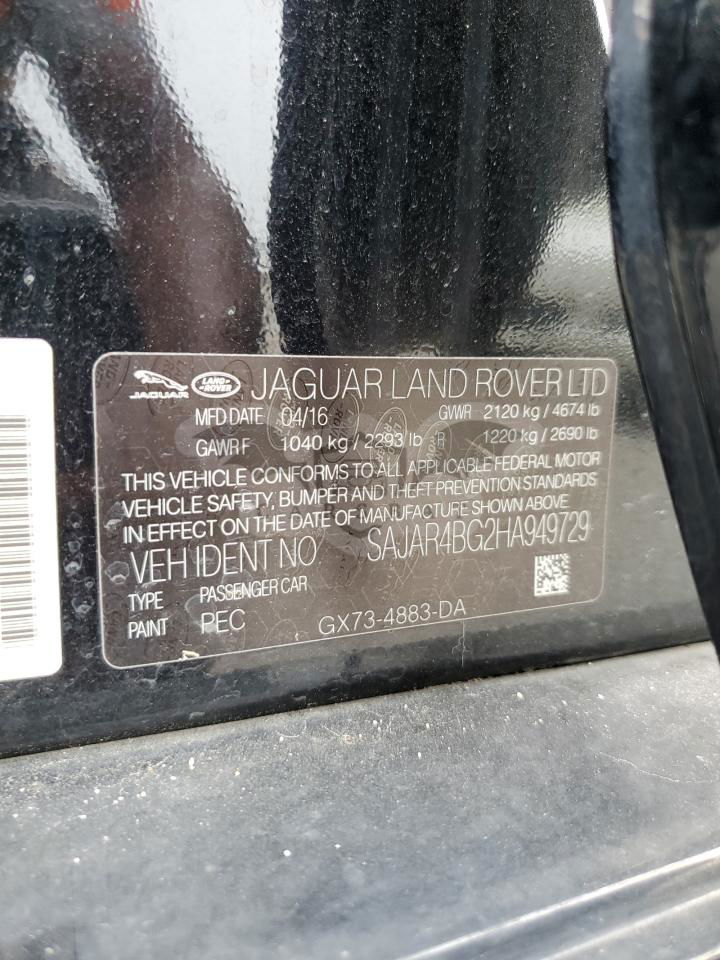 JAGUAR LAND ROVER JAGUAR LAND ROVER LTD
MFD DATE 04/16 GVWR 2120 kg / 4674 lb
GAWR F 1040 kg / 2293 lb R 1220 kg / 2690 lb
THIS VEHICLE CONFORMS TO ALL APPLICABLE FEDERAL MOTOR
VEHICLE SAFETY, BUMPER AND THEFT PREVENTION STANDARDS
IN EFFECT ON THE DATE OF MANUFACTURE SHOWN ABOVE
VEH IDENT NO SAJAR4BG2HA949729
TYPE PASSENGER CAR
PAINT PEC GX73-4883-DA